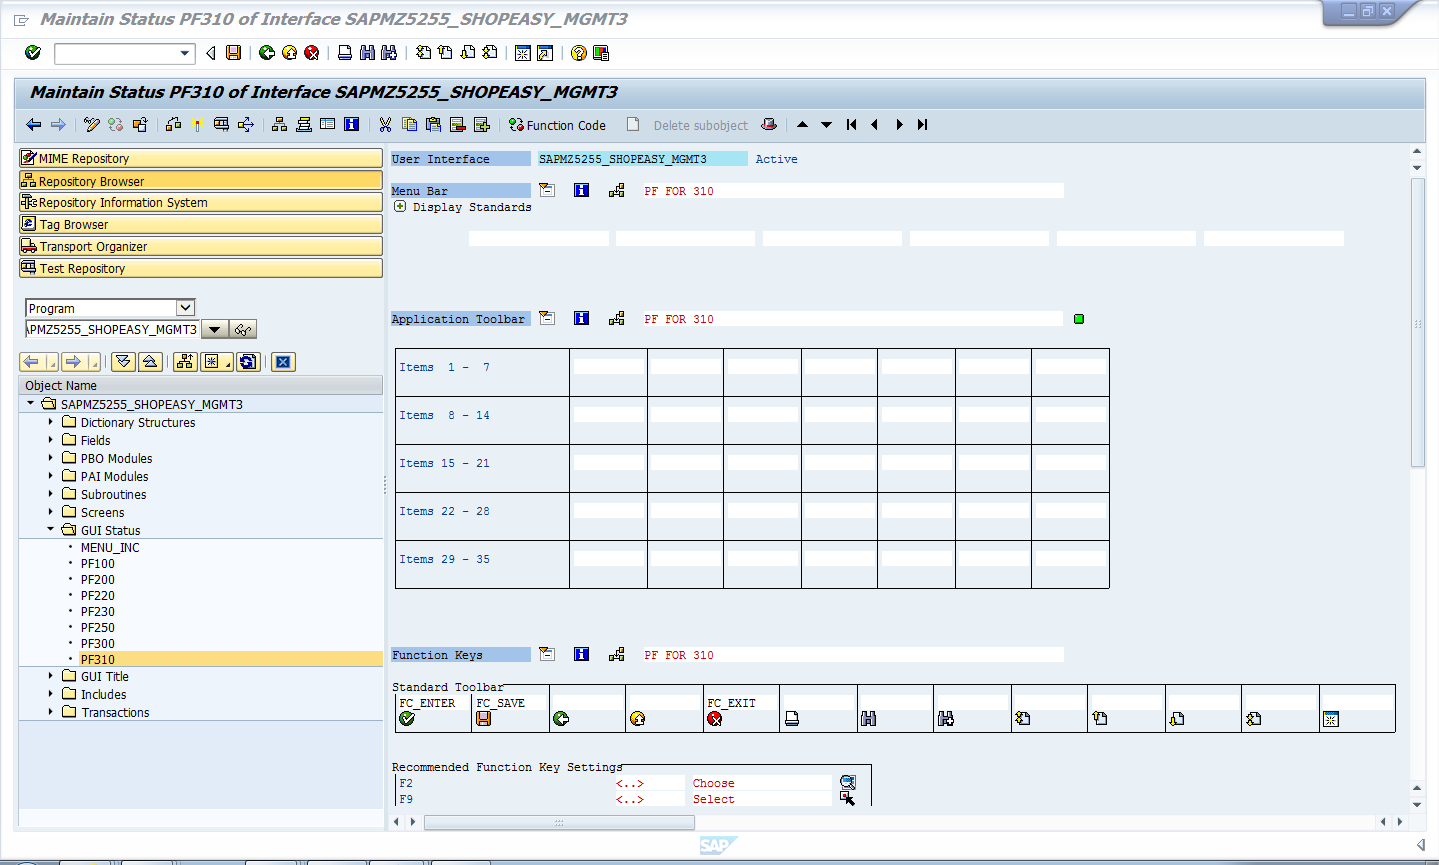 Maintain Status PF310 of Interface SAPMZ5255_SHOPEASY_MGMT3
Maintain Status PF310 of Interface SAPMZ5255_SHOPEASY_MGMT3
Function Code
Delete subobject
MIME Repository
Repository Browser
Repository Information System
Tag Browser
Transport Organizer
Test Repository
Program
APMZ5255_SHOPEASY_MGMT3
Object Name
SAPMZ5255_SHOPEASY_MGMT3
Dictionary Structures
Fields
PBO Modules
PAI Modules
Subroutines
Screens
GUI Status
MENU_INC
PF100
PF200
PF220
PF230
PF250
PF300
PF310
GUI Title
Includes
Transactions
User Interface SAPMZ5255_SHOPEASY_MGMT3 Active
Menu Bar PF FOR 310
Display Standards
Application Toolbar PF FOR 310
Items 1 - 7
Items 8 - 14
Items 15 - 21
Items 22 - 28
Items 29 - 35
Function Keys PF FOR 310
Standard Toolbar
FC_ENTER FC_SAVE FC_EXIT
Recommended Function Key Settings
F2 <..> Choose
F9 <..> Select
SAP